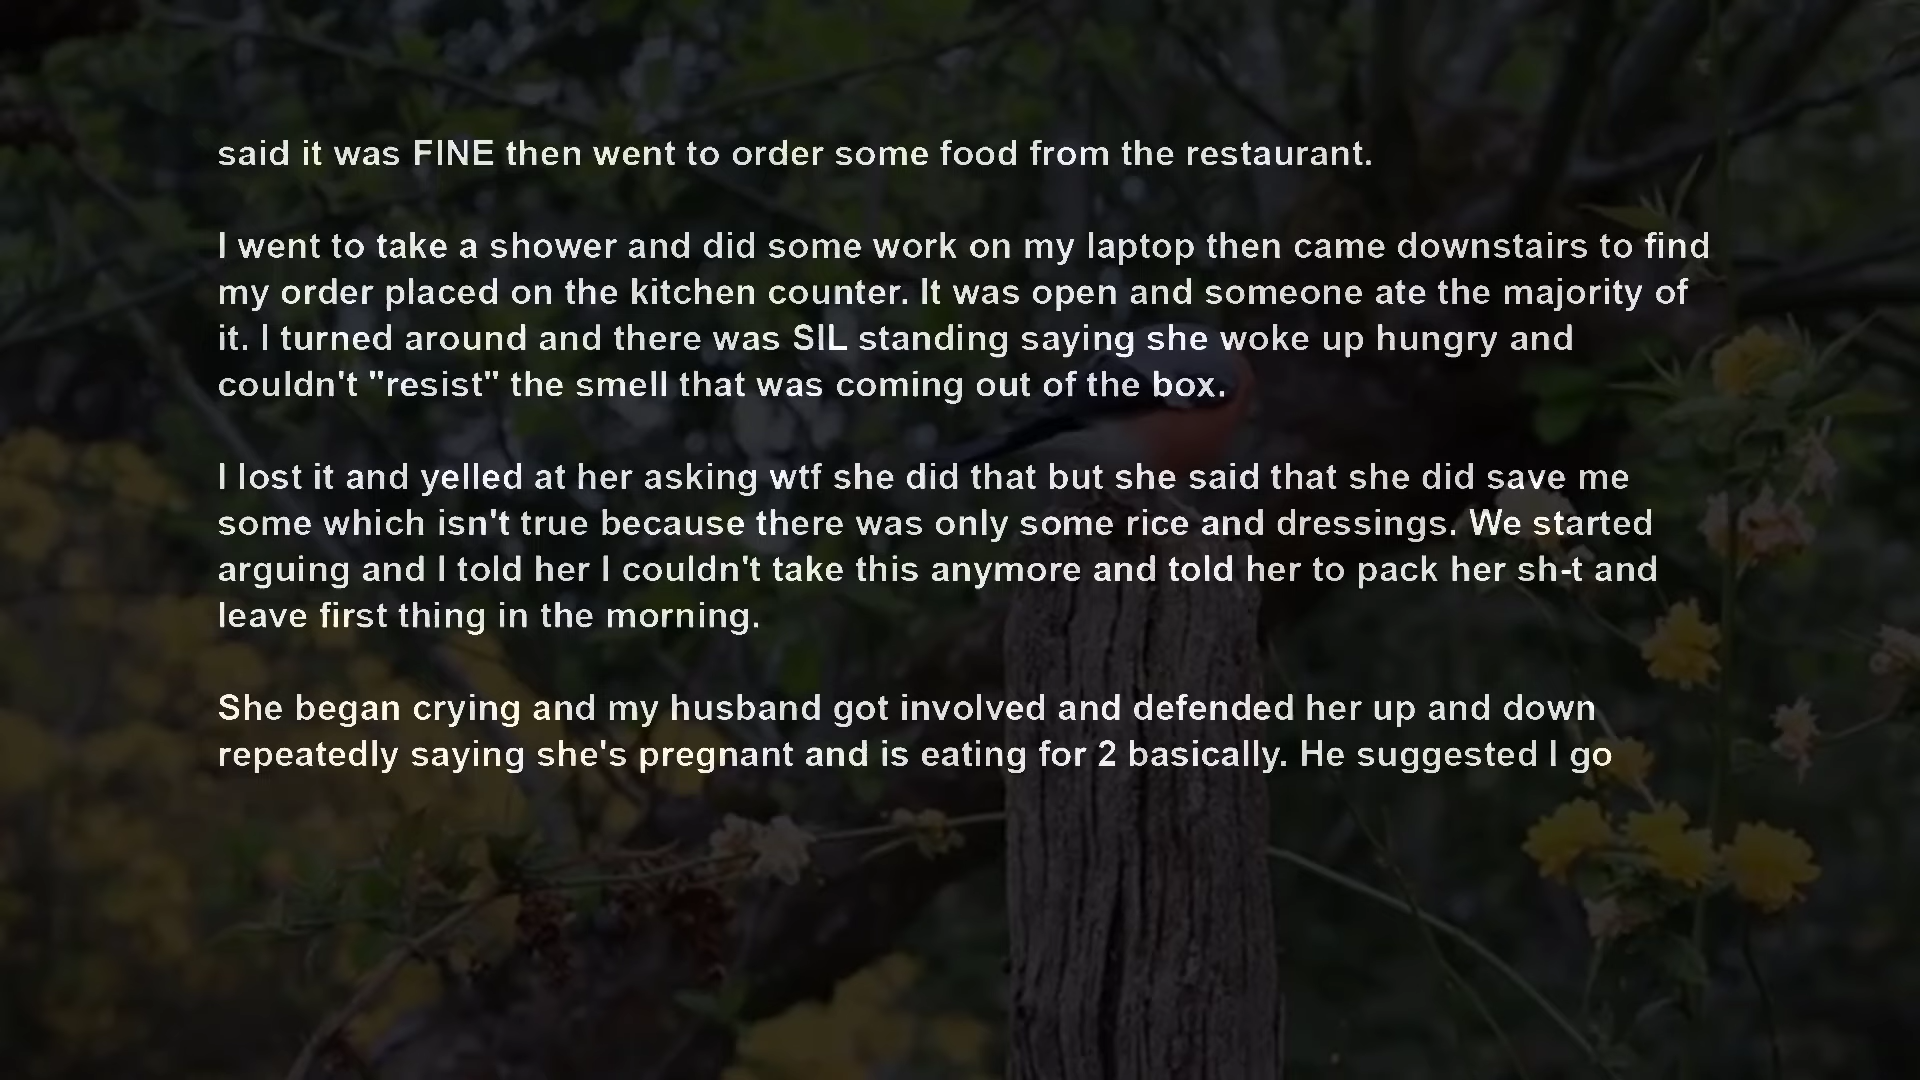 said it was FINE then went to order some food from the restaurant.
I went to take a shower and did some work on my laptop then came downstairs to find
my order placed on the kitchen counter. It was open and someone ate the majority of
it. I turned around and there was SIL standing saying she woke up hungry and
couldn't "resist" the smell that was coming out of the box.
I lost it and yelled at her asking wtf she did that but she said that she did save me
some which isn't true because there was only some rice and dressings. We started
arguing and I told her I couldn't take this anymore and told her to pack her sh-t and
leave first thing in the morning.
She began crying and my husband got involved and defended her up and down
repeatedly saying she's pregnant and is eating for 2 basically. He suggested I go